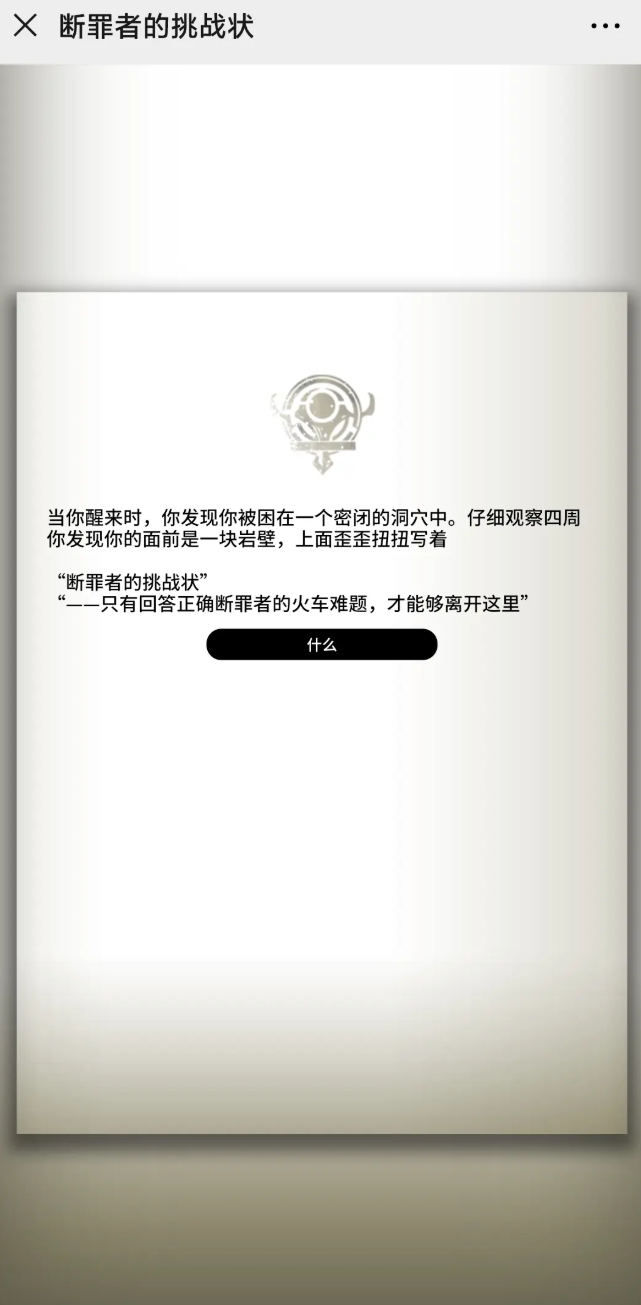 断罪者的挑战状
当你醒来时，你发现你被困在一个密闭的洞穴中。仔细观察四周
你发现你的面前是一块岩壁，上面歪歪扭扭写着
“断罪者的挑战状”
“——只有回答正确断罪者的火车难题，才能够离开这里”
什么